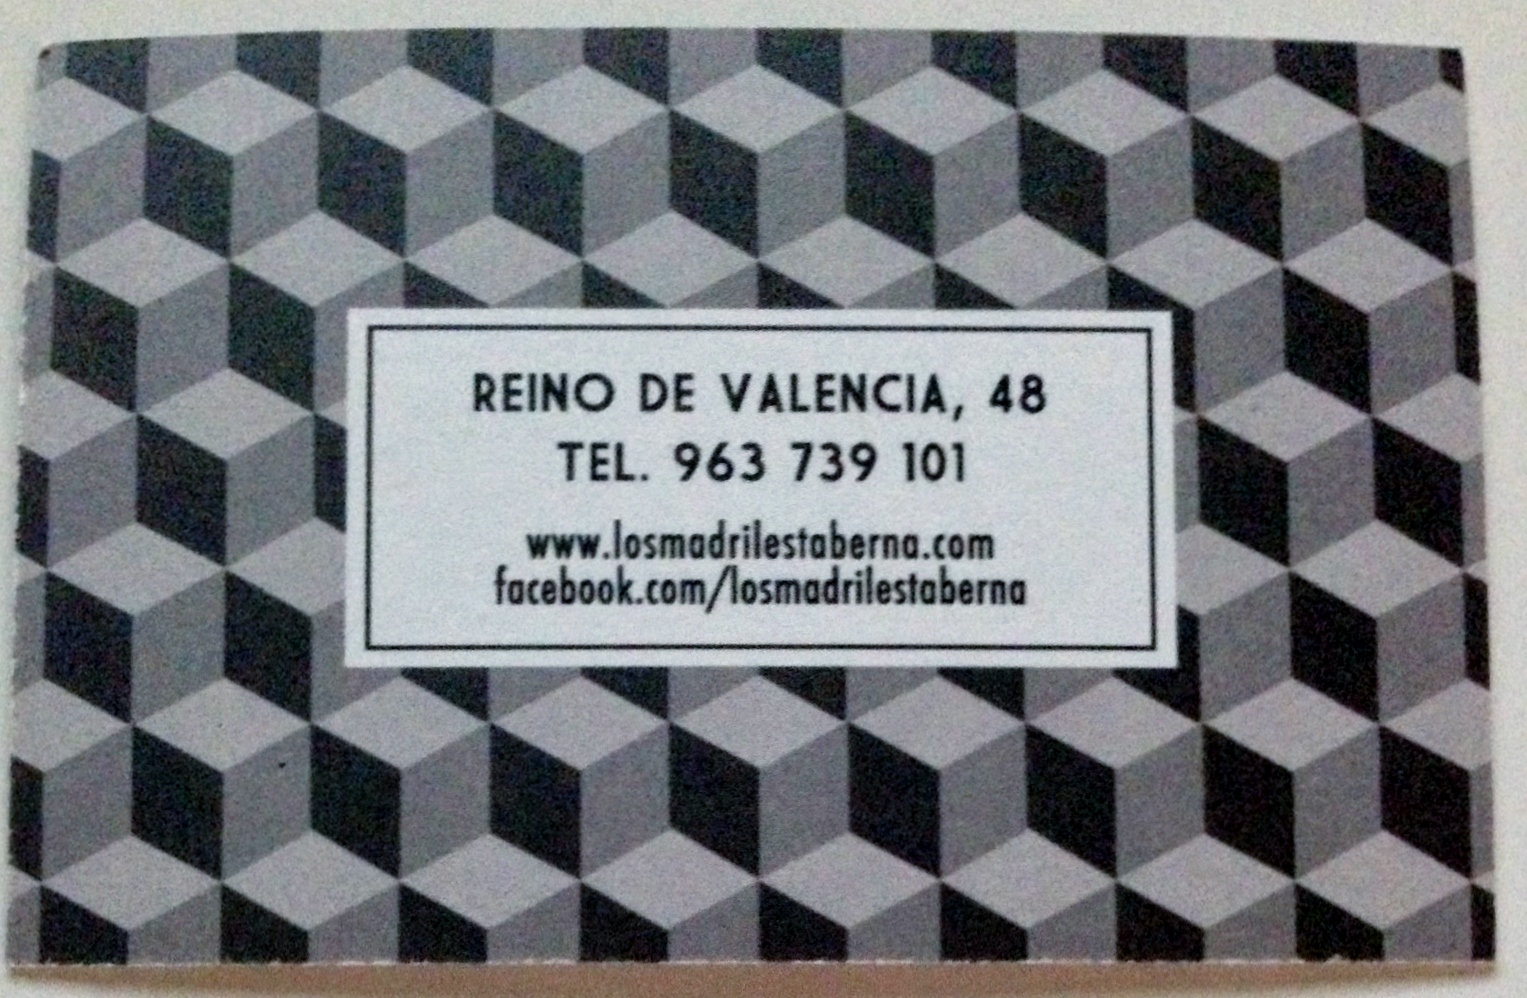 REINO DE VALENCIA, 48
TEL. 963 739 101
www.losmadrilestaberna.com
facebook.com/losmadrilestaberna